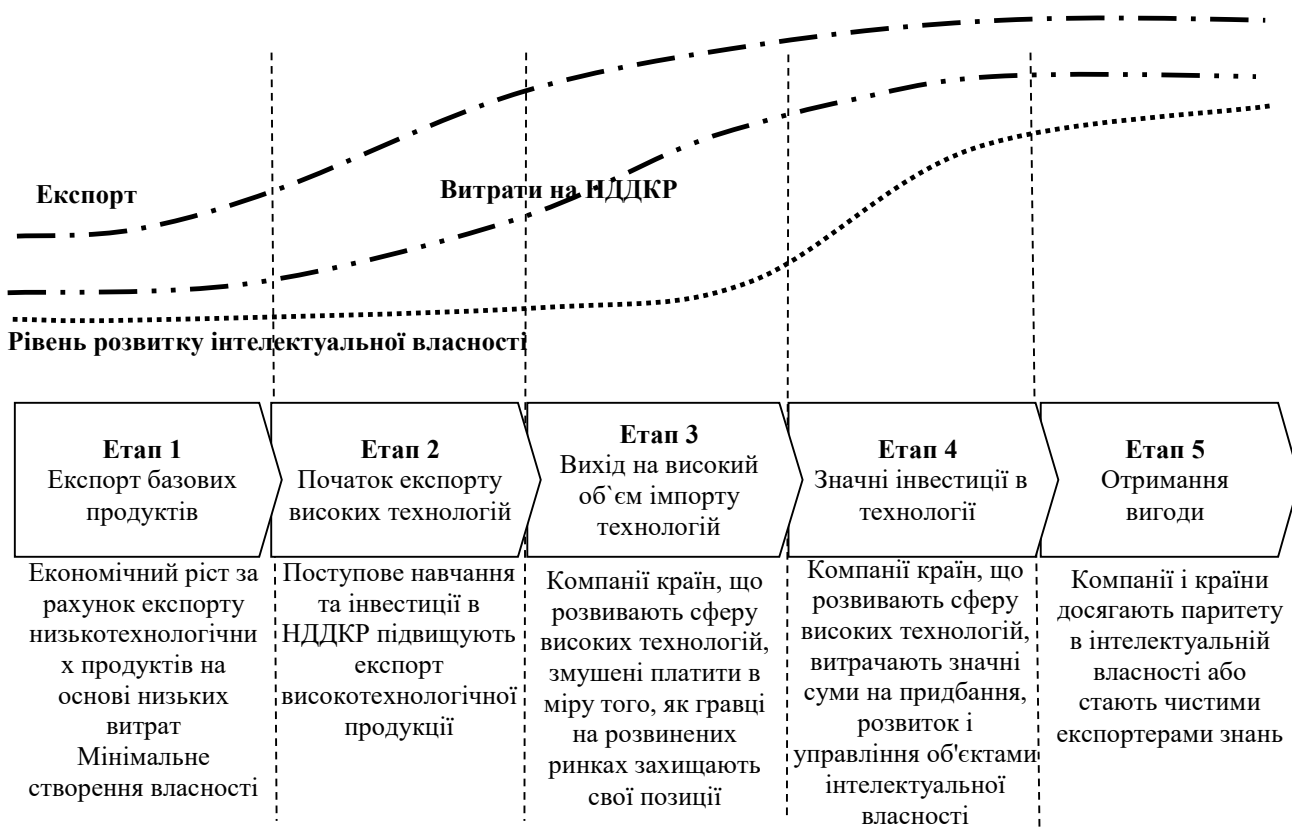 Експорт
Витрати на НДДКР
Рівень розвитку інтелектуальної власності
Етап 1
Експорт базових
продуктів
Етап 2
Початок експорту
високих технологій
Етап 3
Вихід на високий
об`єм імпорту
технологій
Етап 4
Значні інвестиції в
технології
Етап 5
Отримання
вигоди
Економічний ріст за
рахунок експорту
низькотехнологічни
х продуктів на
основі низьких
витрат
Мінімальне
створення власності
Поступове навчання
та інвестиції в
НДДКР підвищують
експорт
високотехнологічної
продукції
Компанії країн, що
розвивають сферу
високих технологій,
змушені платити в
міру того, як гравці
на розвинених
ринках захищають
свої позиції
Компанії країн, що
розвивають сферу
високих технологій,
витрачають значні
суми на придбання,
розвиток і
управління об'єктами
інтелектуальної
власності
Компанії і країни
досягають паритету
в інтелектуальній
власності або
стають чистими
експортерами знань